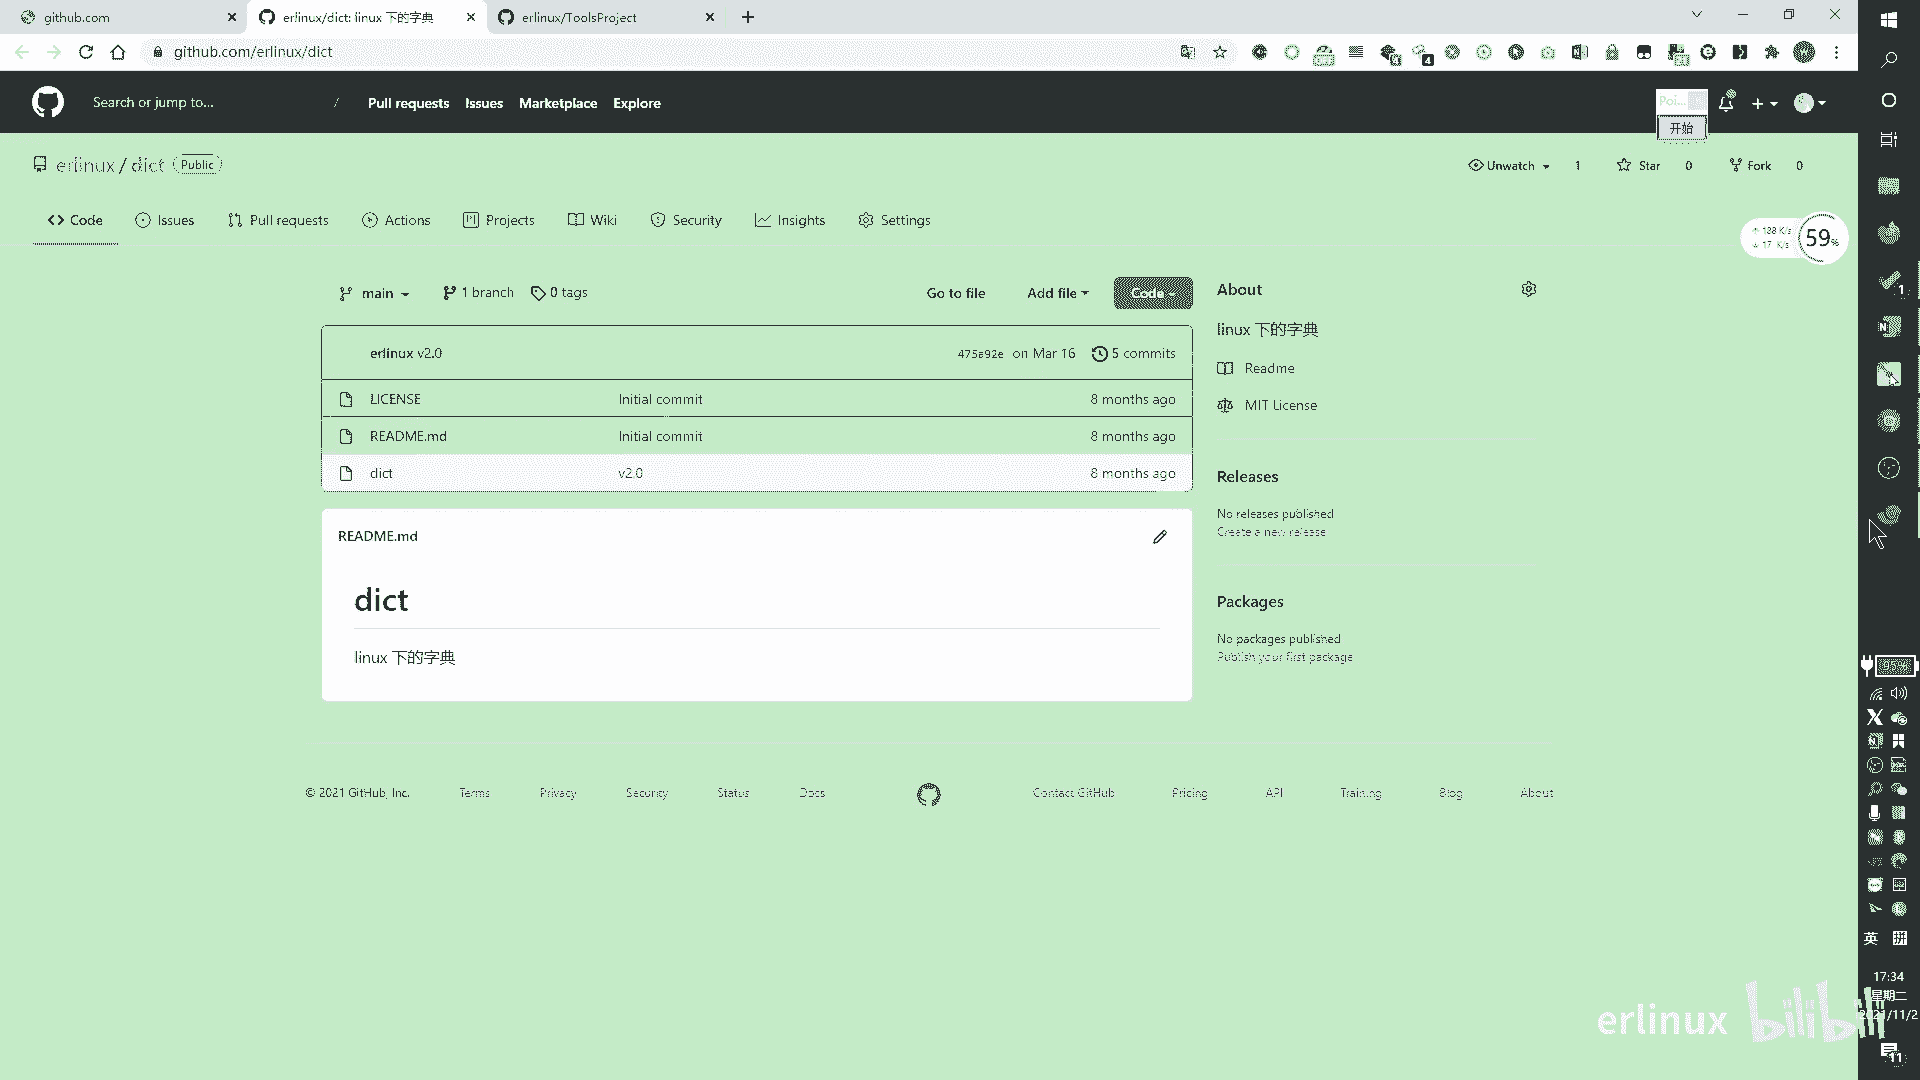 github.com
erlinux/dict: linux 下的字典
erlinux/ToolsProject
github.com/erlinux/dict
4
Search or jump to...
/
Pull requests
Issues
Marketplace
Explore
Poi...
开始
erlinux / dict
Public
Unwatch
1
Star
0
Fork
0
Code
Issues
Pull requests
Actions
Projects
Wiki
Security
Insights
Settings
59%
main
1 branch
0 tags
Go to file
Add file
Code
About
linux 下的字典
Readme
MIT License
erlinux v2.0
475a92e on Mar 16
5 commits
LICENSE
Initial commit
8 months ago
README.md
Initial commit
8 months ago
dict
v2.0
8 months ago
Releases
No releases published
Create a new release
README.md
dict
linux 下的字典
Packages
No packages published
Publish your first package
© 2021 GitHub, Inc.
Terms
Privacy
Security
Status
Docs
Contact GitHub
Pricing
API
Training
Blog
About
95%
英
拼
17:34
星期二
2021/11/2
11
erlinux
bilibili